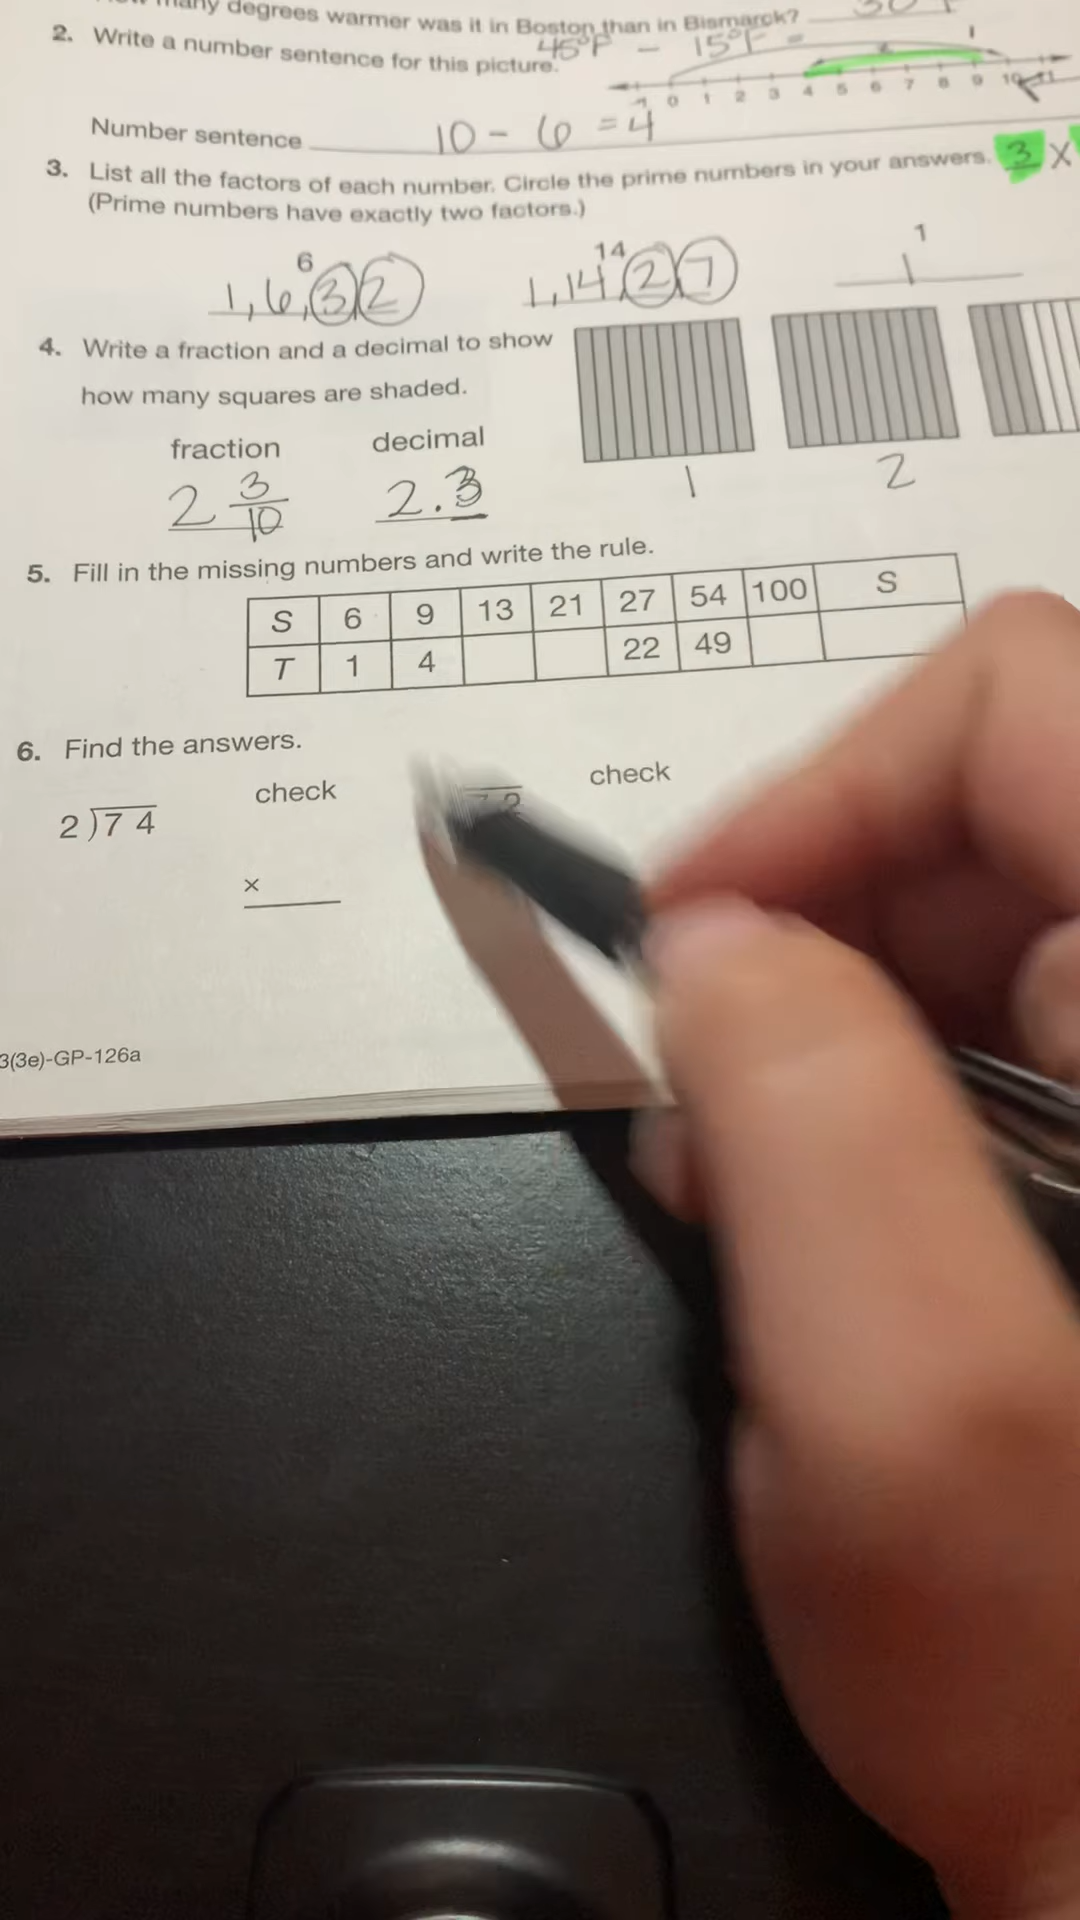 many degrees warmer was it in Boston than in Bismarck?
45°F - 15°F =
2. Write a number sentence for this picture.
0 1 2 3 4 5 6 7 8 9 10 11
Number sentence 10 - 6 = 4
3. List all the factors of each number. Circle the prime numbers in your answers. 3 X
(Prime numbers have exactly two factors.)
6 14 1
1, 6, 3, 2 1, 14, 2, 7 1
4. Write a fraction and a decimal to show
how many squares are shaded.
fraction decimal
2 3/10 2.3 1 2
5. Fill in the missing numbers and write the rule.
S 6 9 13 21 27 54 100 S
T 1 4 22 49
6. Find the answers.
check check
2)74
×
3(3e)-GP-126a